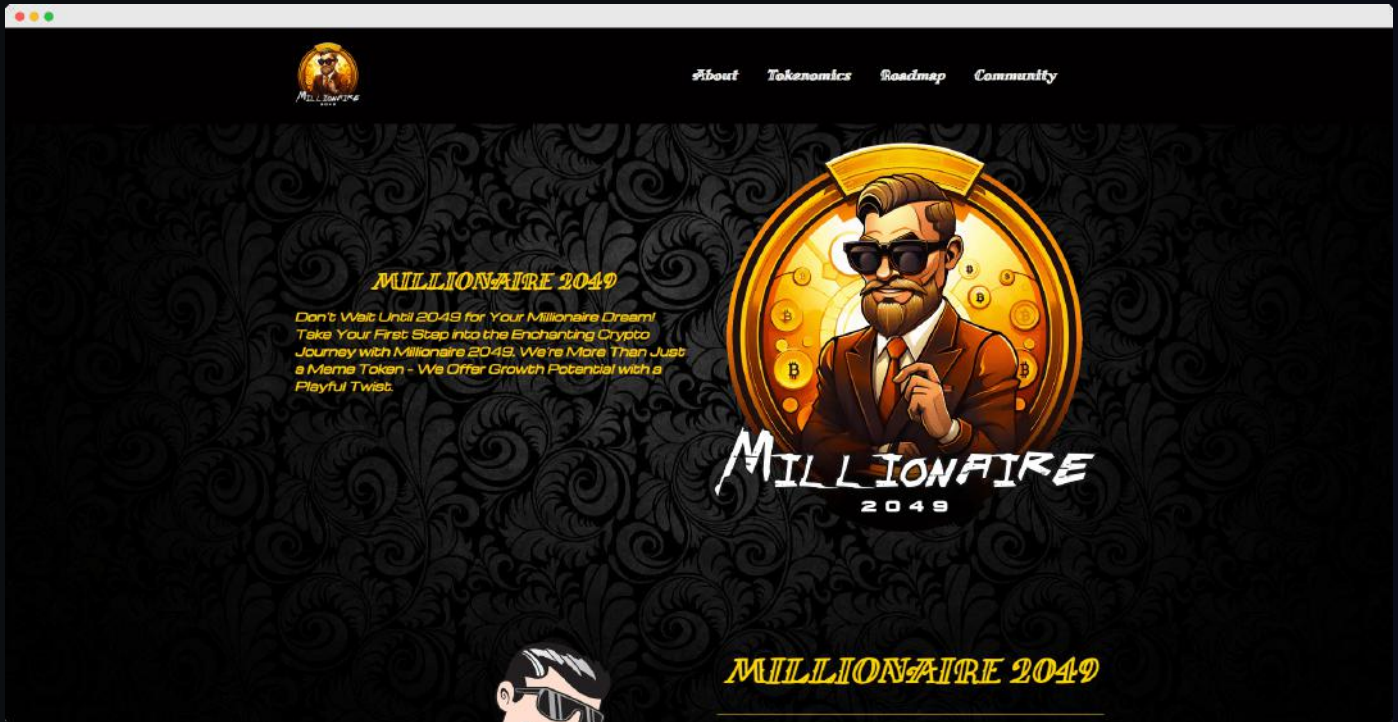 MILLIONAIRE
2049
About Tokenomics Roadmap Community
MILLIONAIRE 2049
Don't Wait Until 2049 for Your Millionaire Dream!
Take Your First Step into the Enchanting Crypto
Journey with Millionaire 2049. We're More Than Just
a Meme Token - We Offer Growth Potential with a
Playful Twist.
MILLIONAIRE
2049
MILLIONAIRE 2049